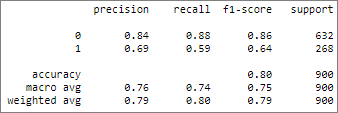 precision recall f1-score support
0 0.84 0.88 0.86 632
1 0.69 0.59 0.64 268
accuracy 0.80 900
macro avg 0.76 0.74 0.75 900
weighted avg 0.79 0.80 0.79 900